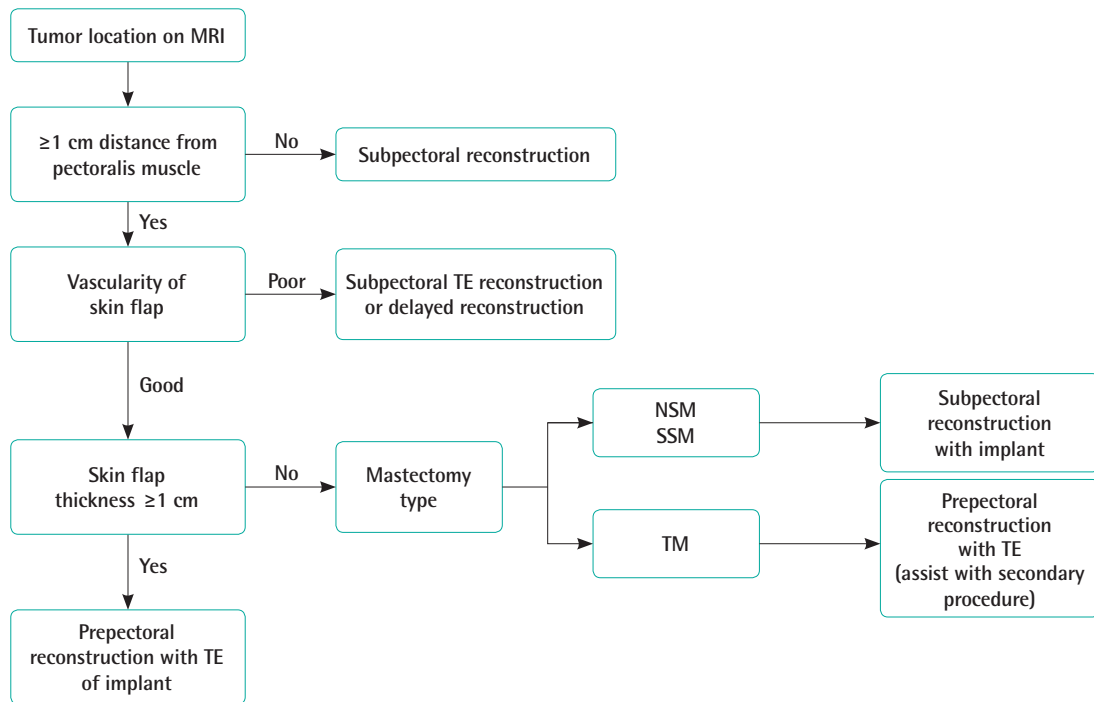 Tumor location on MRI
≥1 cm distance from
pectoralis muscle
No
Subpectoral reconstruction
Yes
Vascularity of
skin flap
Poor
Subpectoral TE reconstruction
or delayed reconstruction
Good
Skin flap
thickness ≥1 cm
No
Mastectomy
type
NSM
SSM
Subpectoral
reconstruction
with implant
TM
Prepectoral
reconstruction
with TE
(assist with secondary
procedure)
Yes
Prepectoral
reconstruction with TE
of implant